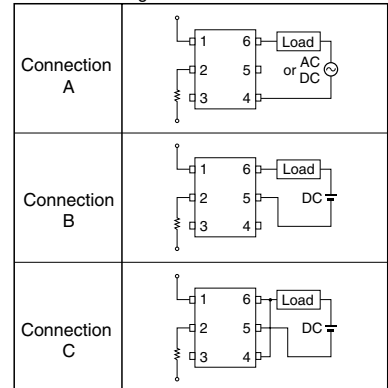 Connection
A
1 6 Load
2 5 or AC
DC
3 4
Connection
B
1 6 Load
2 5 DC
3 4
Connection
C
1 6 Load
2 5 DC
3 4